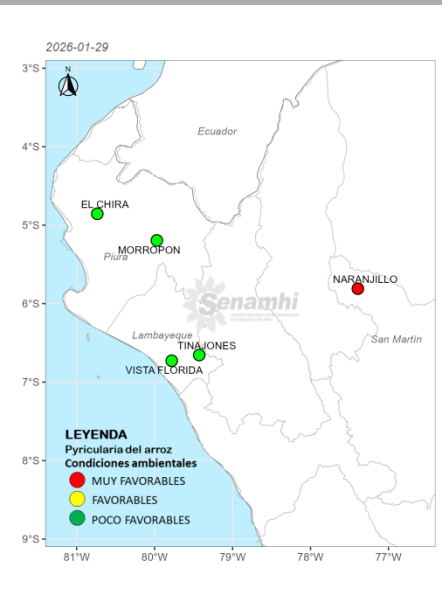 2026-01-29
3°S
N
4°S
Ecuador
EL CHIRA
5°S
MORROPON
Piura
NARANJILLO
6°S
Senamhi
Lambayeque
San Martín
TINAJONES
VISTA FLORIDA
7°S
LEYENDA
Pyricularia del arroz
Condiciones ambientales
8°S
MUY FAVORABLES
FAVORABLES
POCO FAVORABLES
9°S
81°W 80°W 79°W 78°W 77°W